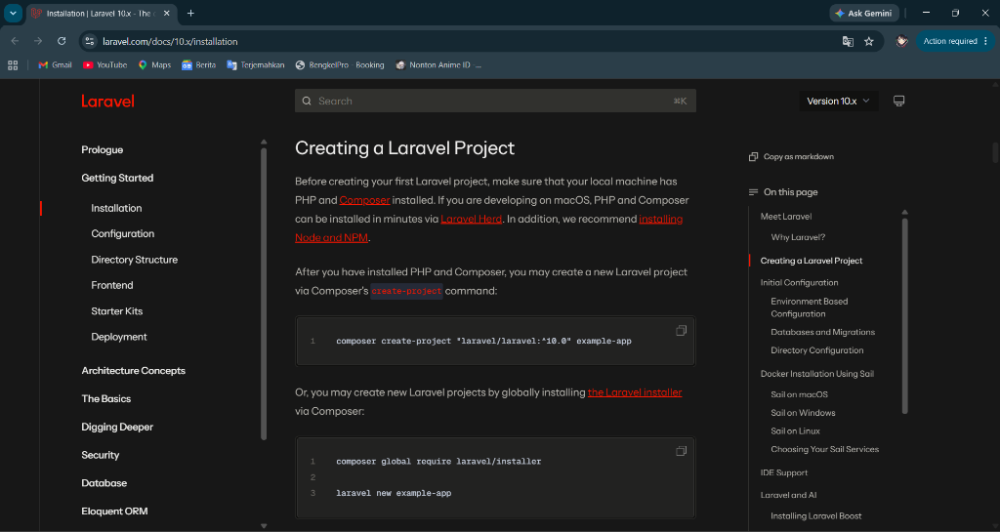 Installation | Laravel 10.x - The
Ask Gemini
laravel.com/docs/10.x/installation
Action required
Gmail
YouTube
Maps
Berita
Terjemahkan
BengkelPro - Booking
Nonton Anime ID - ...
Laravel
Search
⌘K
Version 10.x
Prologue
Getting Started
Installation
Configuration
Directory Structure
Frontend
Starter Kits
Deployment
Architecture Concepts
The Basics
Digging Deeper
Security
Database
Eloquent ORM
Creating a Laravel Project
Before creating your first Laravel project, make sure that your local machine has
PHP and Composer installed. If you are developing on macOS, PHP and Composer
can be installed in minutes via Laravel Herd. In addition, we recommend installing
Node and NPM.
After you have installed PHP and Composer, you may create a new Laravel project
via Composer's create-project command:
1 composer create-project "laravel/laravel:^10.0" example-app
Or, you may create new Laravel projects by globally installing the Laravel installer
via Composer:
1 composer global require laravel/installer
2
3 laravel new example-app
Copy as markdown
On this page
Meet Laravel
Why Laravel?
Creating a Laravel Project
Initial Configuration
Environment Based
Configuration
Databases and Migrations
Directory Configuration
Docker Installation Using Sail
Sail on macOS
Sail on Windows
Sail on Linux
Choosing Your Sail Services
IDE Support
Laravel and AI
Installing Laravel Boost